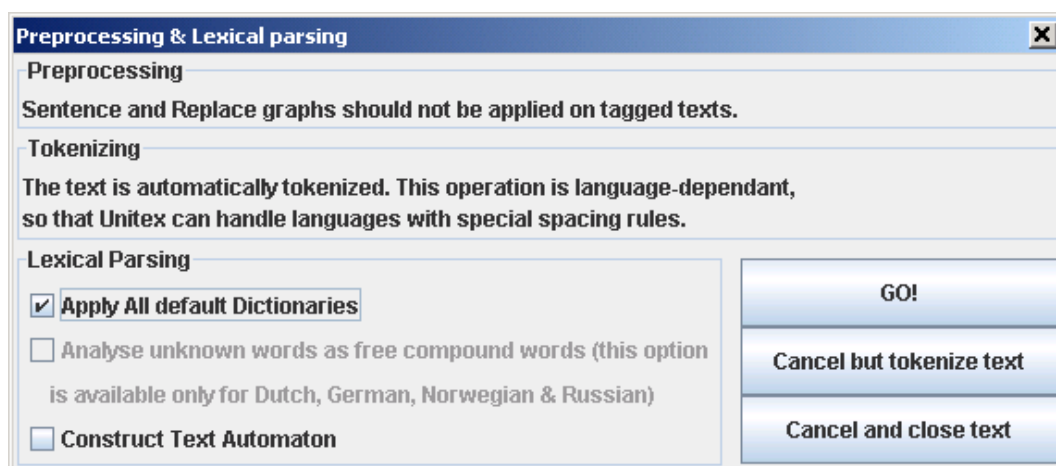 Preprocessing & Lexical parsing
Preprocessing
Sentence and Replace graphs should not be applied on tagged texts.
Tokenizing
The text is automatically tokenized. This operation is language-dependant,
so that Unitex can handle languages with special spacing rules.
Lexical Parsing
Apply All default Dictionaries
Analyse unknown words as free compound words (this option
is available only for Dutch, German, Norwegian & Russian)
Construct Text Automaton
GO!
Cancel but tokenize text
Cancel and close text